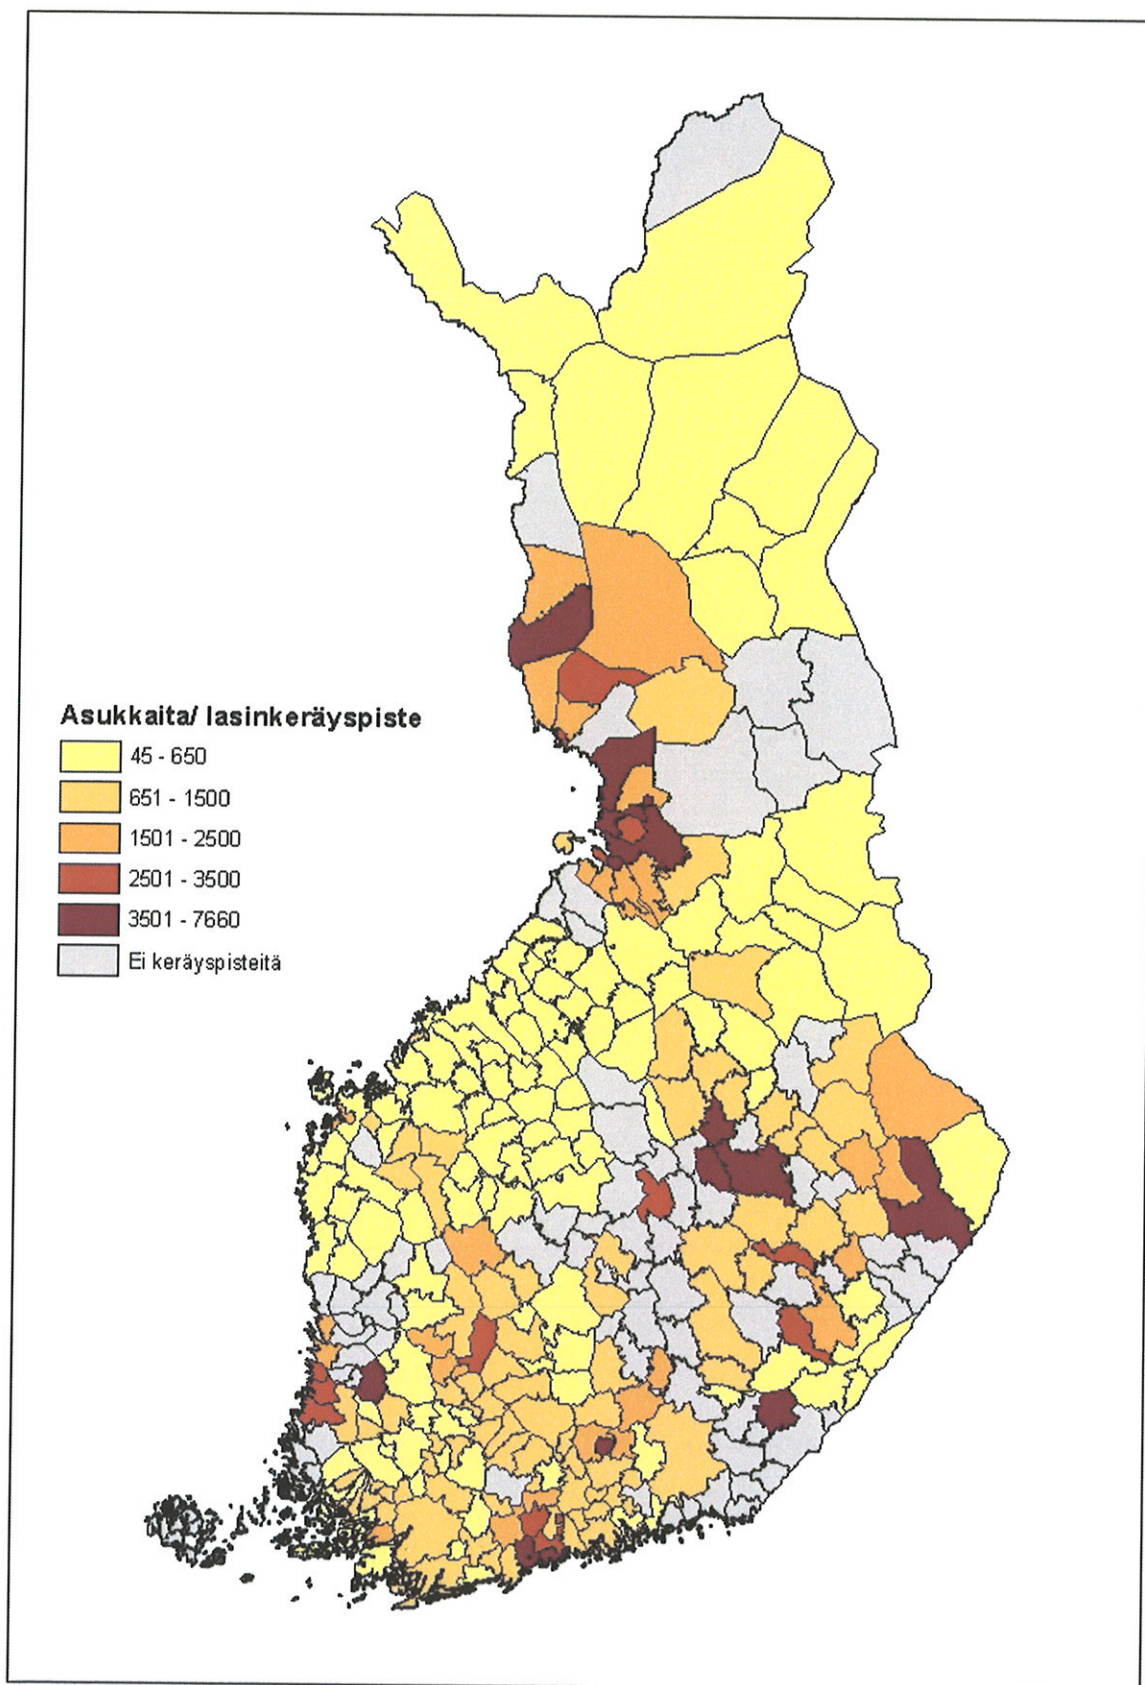 Asukkaita/ lasinkeräyspiste
45 - 650
651 - 1500
1501 - 2500
2501 - 3500
3501 - 7660
Ei keräyspisteitä